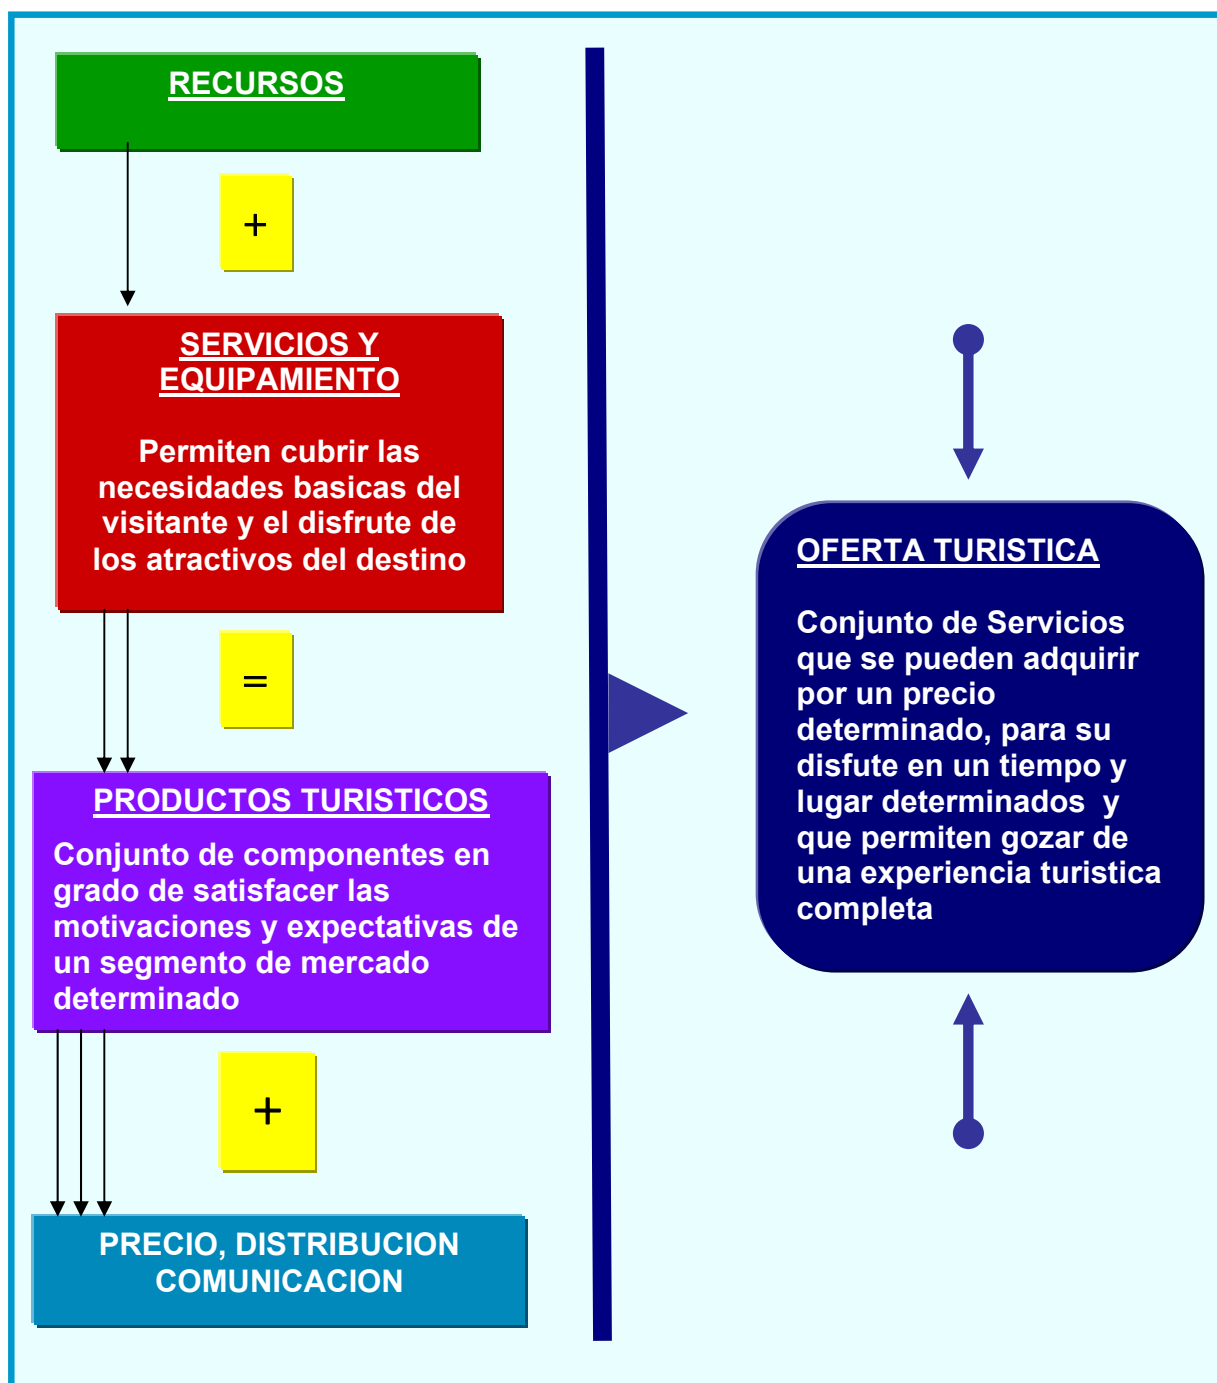 RECURSOS
+
SERVICIOS Y
EQUIPAMIENTO
Permiten cubrir las
necesidades basicas del
visitante y el disfrute de
los atractivos del destino
=
PRODUCTOS TURISTICOS
Conjunto de componentes en
grado de satisfacer las
motivaciones y expectativas de
un segmento de mercado
determinado
+
PRECIO, DISTRIBUCION
COMUNICACION
OFERTA TURISTICA
Conjunto de Servicios
que se pueden adquirir
por un precio
determinado, para su
disfute en un tiempo y
lugar determinados y
que permiten gozar de
una experiencia turistica
completa